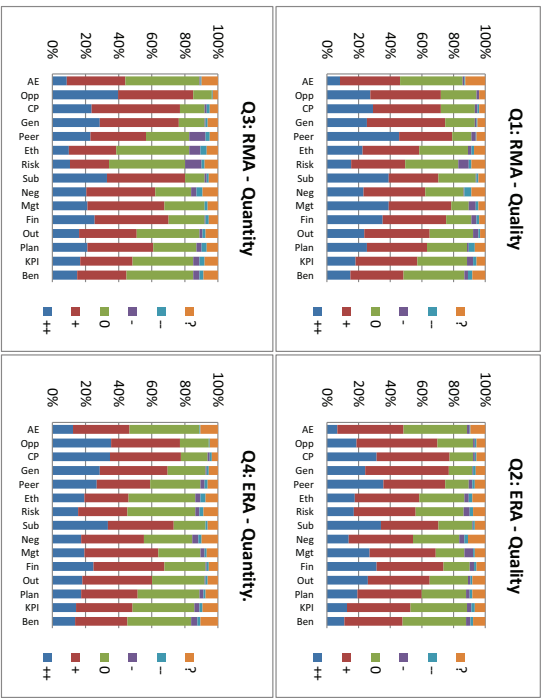 Q1: RMA - Quality
100%
80%
60%
40%
20%
0%
AE
Opp
CP
Gen
Peer
Eth
Risk
Sub
Neg
Mgt
Fin
Out
Plan
KPI
Ben
?
--
-
0
+
++
Q2: ERA - Quality
100%
80%
60%
40%
20%
0%
AE
Opp
CP
Gen
Peer
Eth
Risk
Sub
Neg
Mgt
Fin
Out
Plan
KPI
Ben
?
--
-
0
+
++
Q3: RMA - Quantity
100%
80%
60%
40%
20%
0%
AE
Opp
CP
Gen
Peer
Eth
Risk
Sub
Neg
Mgt
Fin
Out
Plan
KPI
Ben
?
--
-
0
+
++
Q4: ERA - Quantity.
100%
80%
60%
40%
20%
0%
AE
Opp
CP
Gen
Peer
Eth
Risk
Sub
Neg
Mgt
Fin
Out
Plan
KPI
Ben
?
--
-
0
+
++